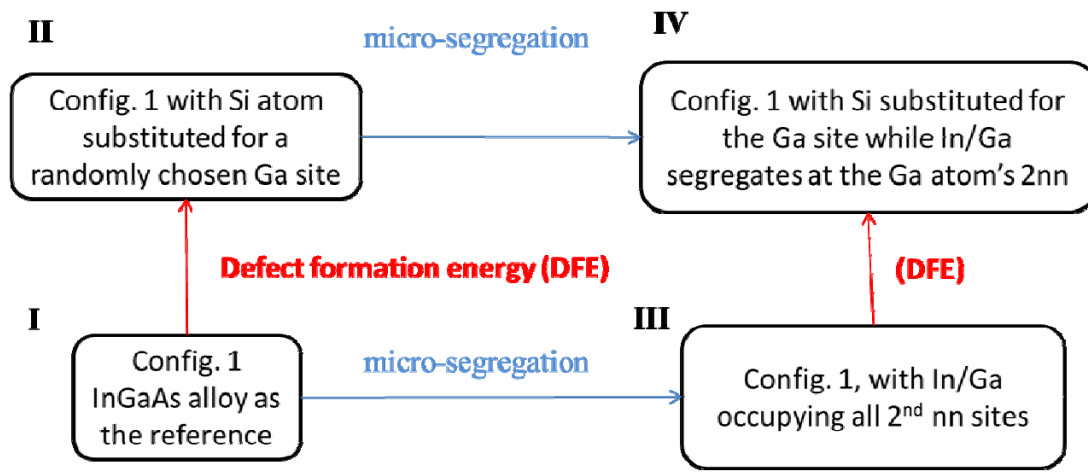 II
micro-segregation
IV
Config. 1 with Si atom
substituted for a
randomly chosen Ga site
Config. 1 with Si substituted for
the Ga site while In/Ga
segregates at the Ga atom's 2nn
Defect formation energy (DFE)
(DFE)
I
micro-segregation
III
Config. 1
InGaAs alloy as
the reference
Config. 1, with In/Ga
occupying all 2nd nn sites